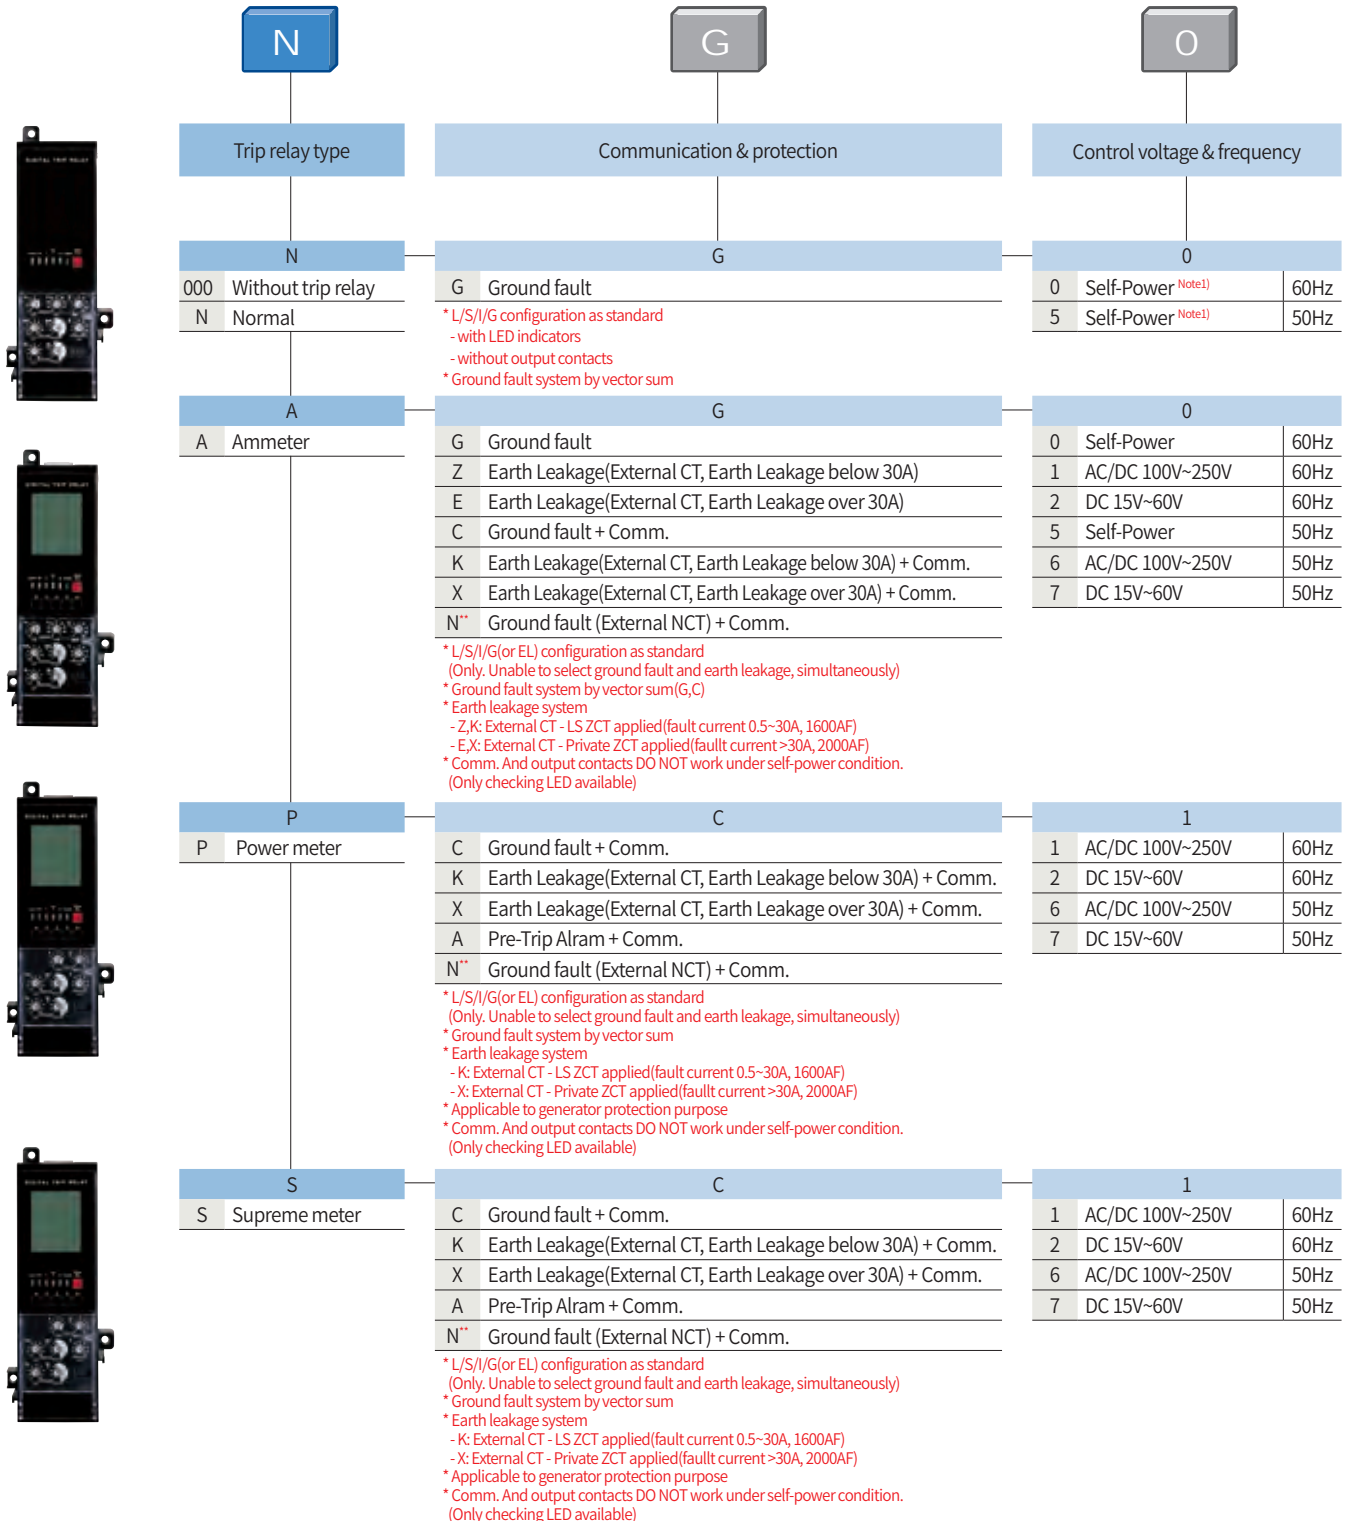 N G 0
Trip relay type Communication & protection Control voltage & frequency
DIGITAL TRIP RELAY
N G 0
000 Without trip relay G Ground fault 0 Self-Power Note1) 60Hz
N Normal 5 Self-Power Note1) 50Hz
* L/S/I/G configuration as standard
- with LED indicators
- without output contacts
* Ground fault system by vector sum
A G 0
A Ammeter G Ground fault 0 Self-Power 60Hz
Z Earth Leakage(External CT, Earth Leakage below 30A) 1 AC/DC 100V~250V 60Hz
DIGITAL TRIP RELAY
E Earth Leakage(External CT, Earth Leakage over 30A) 2 DC 15V~60V 60Hz
C Ground fault + Comm. 5 Self-Power 50Hz
K Earth Leakage(External CT, Earth Leakage below 30A) + Comm. 6 AC/DC 100V~250V 50Hz
X Earth Leakage(External CT, Earth Leakage over 30A) + Comm. 7 DC 15V~60V 50Hz
N** Ground fault (External NCT) + Comm.
* L/S/I/G(or EL) configuration as standard
(Only. Unable to select ground fault and earth leakage, simultaneously)
* Ground fault system by vector sum(G,C)
* Earth leakage system
- Z,K: External CT - LS ZCT applied(fault current 0.5~30A, 1600AF)
- E,X: External CT - Private ZCT applied(faullt current >30A, 2000AF)
* Comm. And output contacts DO NOT work under self-power condition.
(Only checking LED available)
P C 1
DIGITAL TRIP RELAY
P Power meter C Ground fault + Comm. 1 AC/DC 100V~250V 60Hz
K Earth Leakage(External CT, Earth Leakage below 30A) + Comm. 2 DC 15V~60V 60Hz
X Earth Leakage(External CT, Earth Leakage over 30A) + Comm. 6 AC/DC 100V~250V 50Hz
A Pre-Trip Alram + Comm. 7 DC 15V~60V 50Hz
N** Ground fault (External NCT) + Comm.
* L/S/I/G(or EL) configuration as standard
(Only. Unable to select ground fault and earth leakage, simultaneously)
* Ground fault system by vector sum
* Earth leakage system
- K: External CT - LS ZCT applied(fault current 0.5~30A, 1600AF)
- X: External CT - Private ZCT applied(faullt current >30A, 2000AF)
* Applicable to generator protection purpose
* Comm. And output contacts DO NOT work under self-power condition.
(Only checking LED available)
S C 1
DIGITAL TRIP RELAY
S Supreme meter C Ground fault + Comm. 1 AC/DC 100V~250V 60Hz
K Earth Leakage(External CT, Earth Leakage below 30A) + Comm. 2 DC 15V~60V 60Hz
X Earth Leakage(External CT, Earth Leakage over 30A) + Comm. 6 AC/DC 100V~250V 50Hz
A Pre-Trip Alram + Comm. 7 DC 15V~60V 50Hz
N** Ground fault (External NCT) + Comm.
* L/S/I/G(or EL) configuration as standard
(Only. Unable to select ground fault and earth leakage, simultaneously)
* Ground fault system by vector sum
* Earth leakage system
- K: External CT - LS ZCT applied(fault current 0.5~30A, 1600AF)
- X: External CT - Private ZCT applied(faullt current >30A, 2000AF)
* Applicable to generator protection purpose
* Comm. And output contacts DO NOT work under self-power condition.
(Only checking LED available)